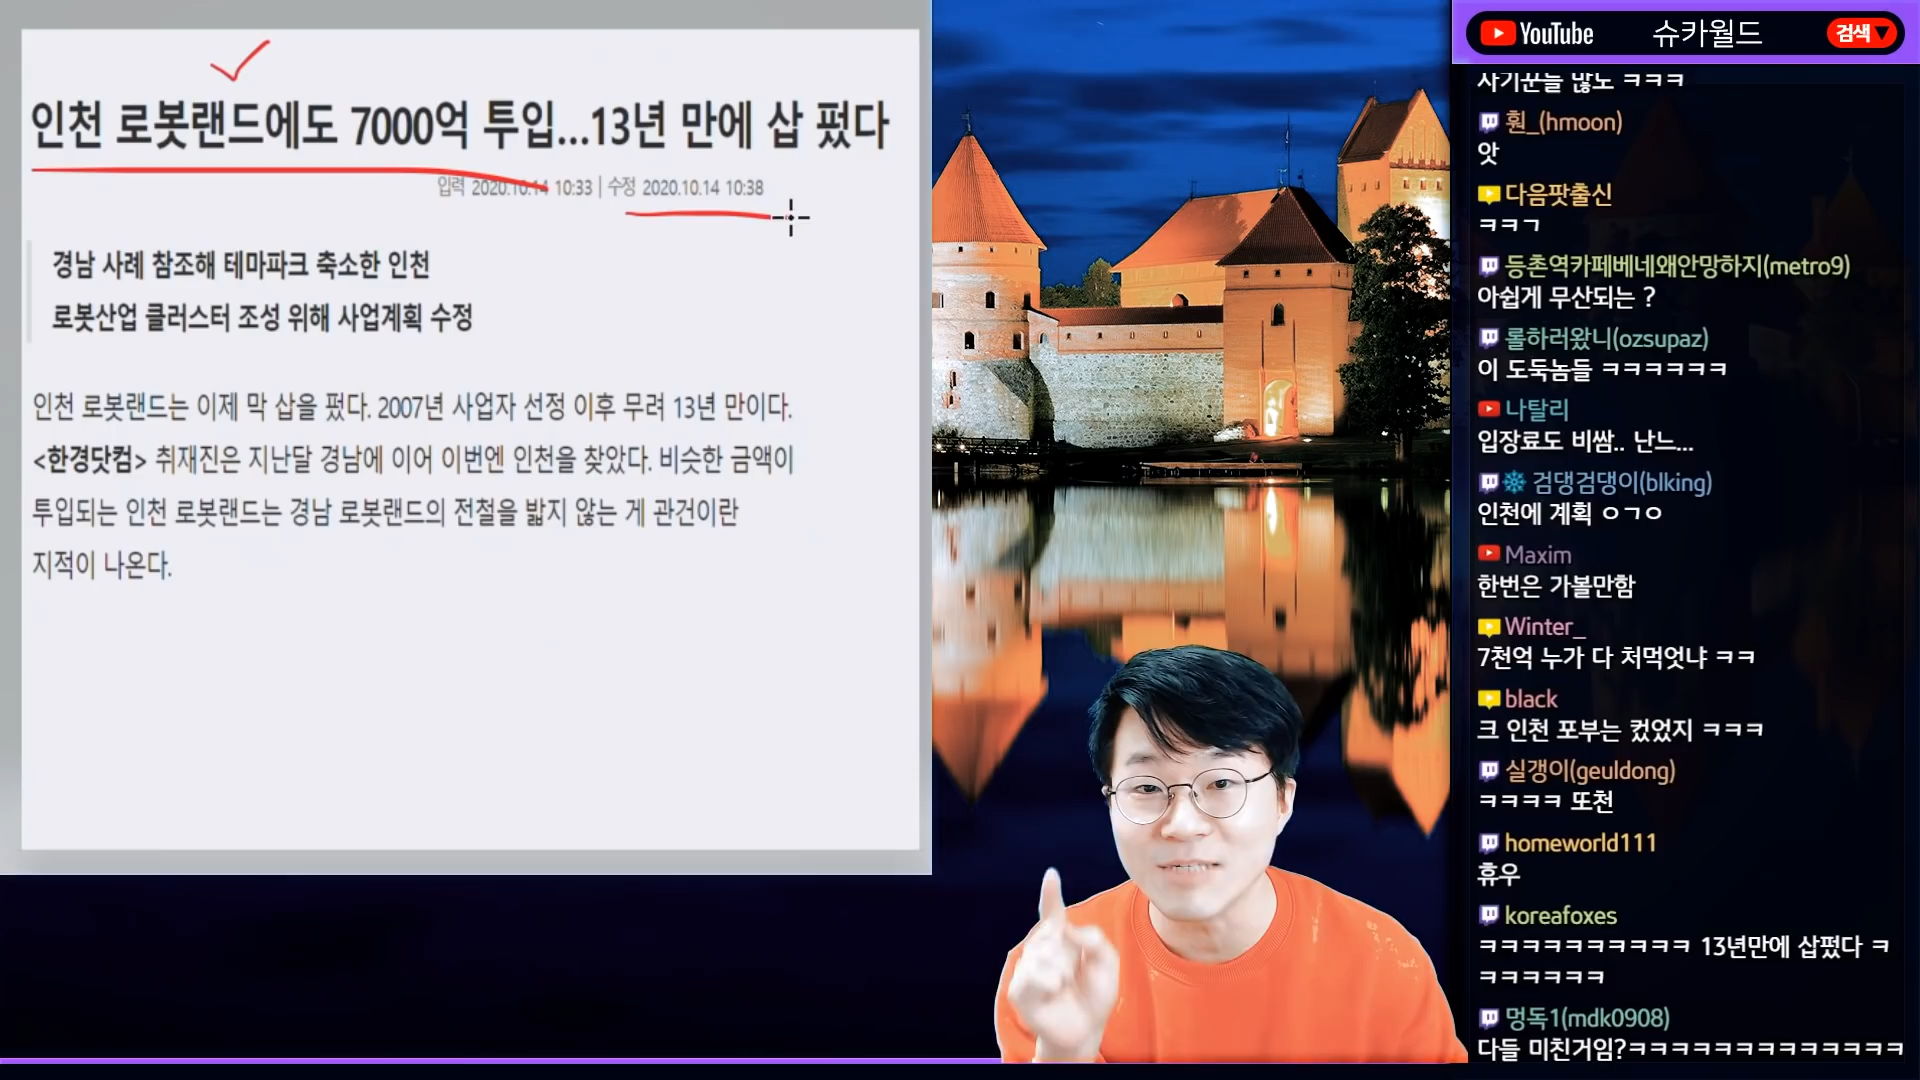 인천 로봇랜드에도 7000억 투입...13년 만에 삽 펐다
입력 2020.10.14 10:33 | 수정 2020.10.14 10:38
경남 사례 참조해 테마파크 축소한 인천
로봇산업 클러스터 조성 위해 사업계획 수정
인천 로봇랜드는 이제 막 삽을 펐다. 2007년 사업자 선정 이후 무려 13년 만이다.
<한경닷컴> 취재진은 지난달 경남에 이어 이번엔 인천을 찾았다. 비슷한 금액이
투입되는 인천 로봇랜드는 경남 로봇랜드의 전철을 밟지 않는 게 관건이란
지적이 나온다.
YouTube 슈카월드 검색▼
사기꾼들 많노 ㅋㅋㅋ
훤_(hmoon)
앗
다음팟출신
ㅋㅋㄱ
등촌역카페베네왜안망하지(metro9)
아쉽게 무산되는 ?
롤하러왔니(ozsupaz)
이 도둑놈들 ㅋㅋㅋㅋㅋㅋ
나탈리
입장료도 비쌈.. 난느...
검댕검댕이(blking)
인천에 계획 ㅇㄱㅇ
Maxim
한번은 가볼만함
Winter_
7천억 누가 다 처먹엇냐 ㅋㅋ
black
크 인천 포부는 컸었지 ㅋㅋㅋ
실갱이(geuldong)
ㅋㅋㅋㅋ 또천
homeworld111
휴우
koreafoxes
ㅋㅋㅋㅋㅋㅋㅋㅋㅋㅋ 13년만에 삽펐다 ㅋ
ㅋㅋㅋㅋㅋㅋ
멍독1(mdk0908)
다들 미친거임?ㅋㅋㅋㅋㅋㅋㅋㅋㅋㅋㅋㅋㅋ